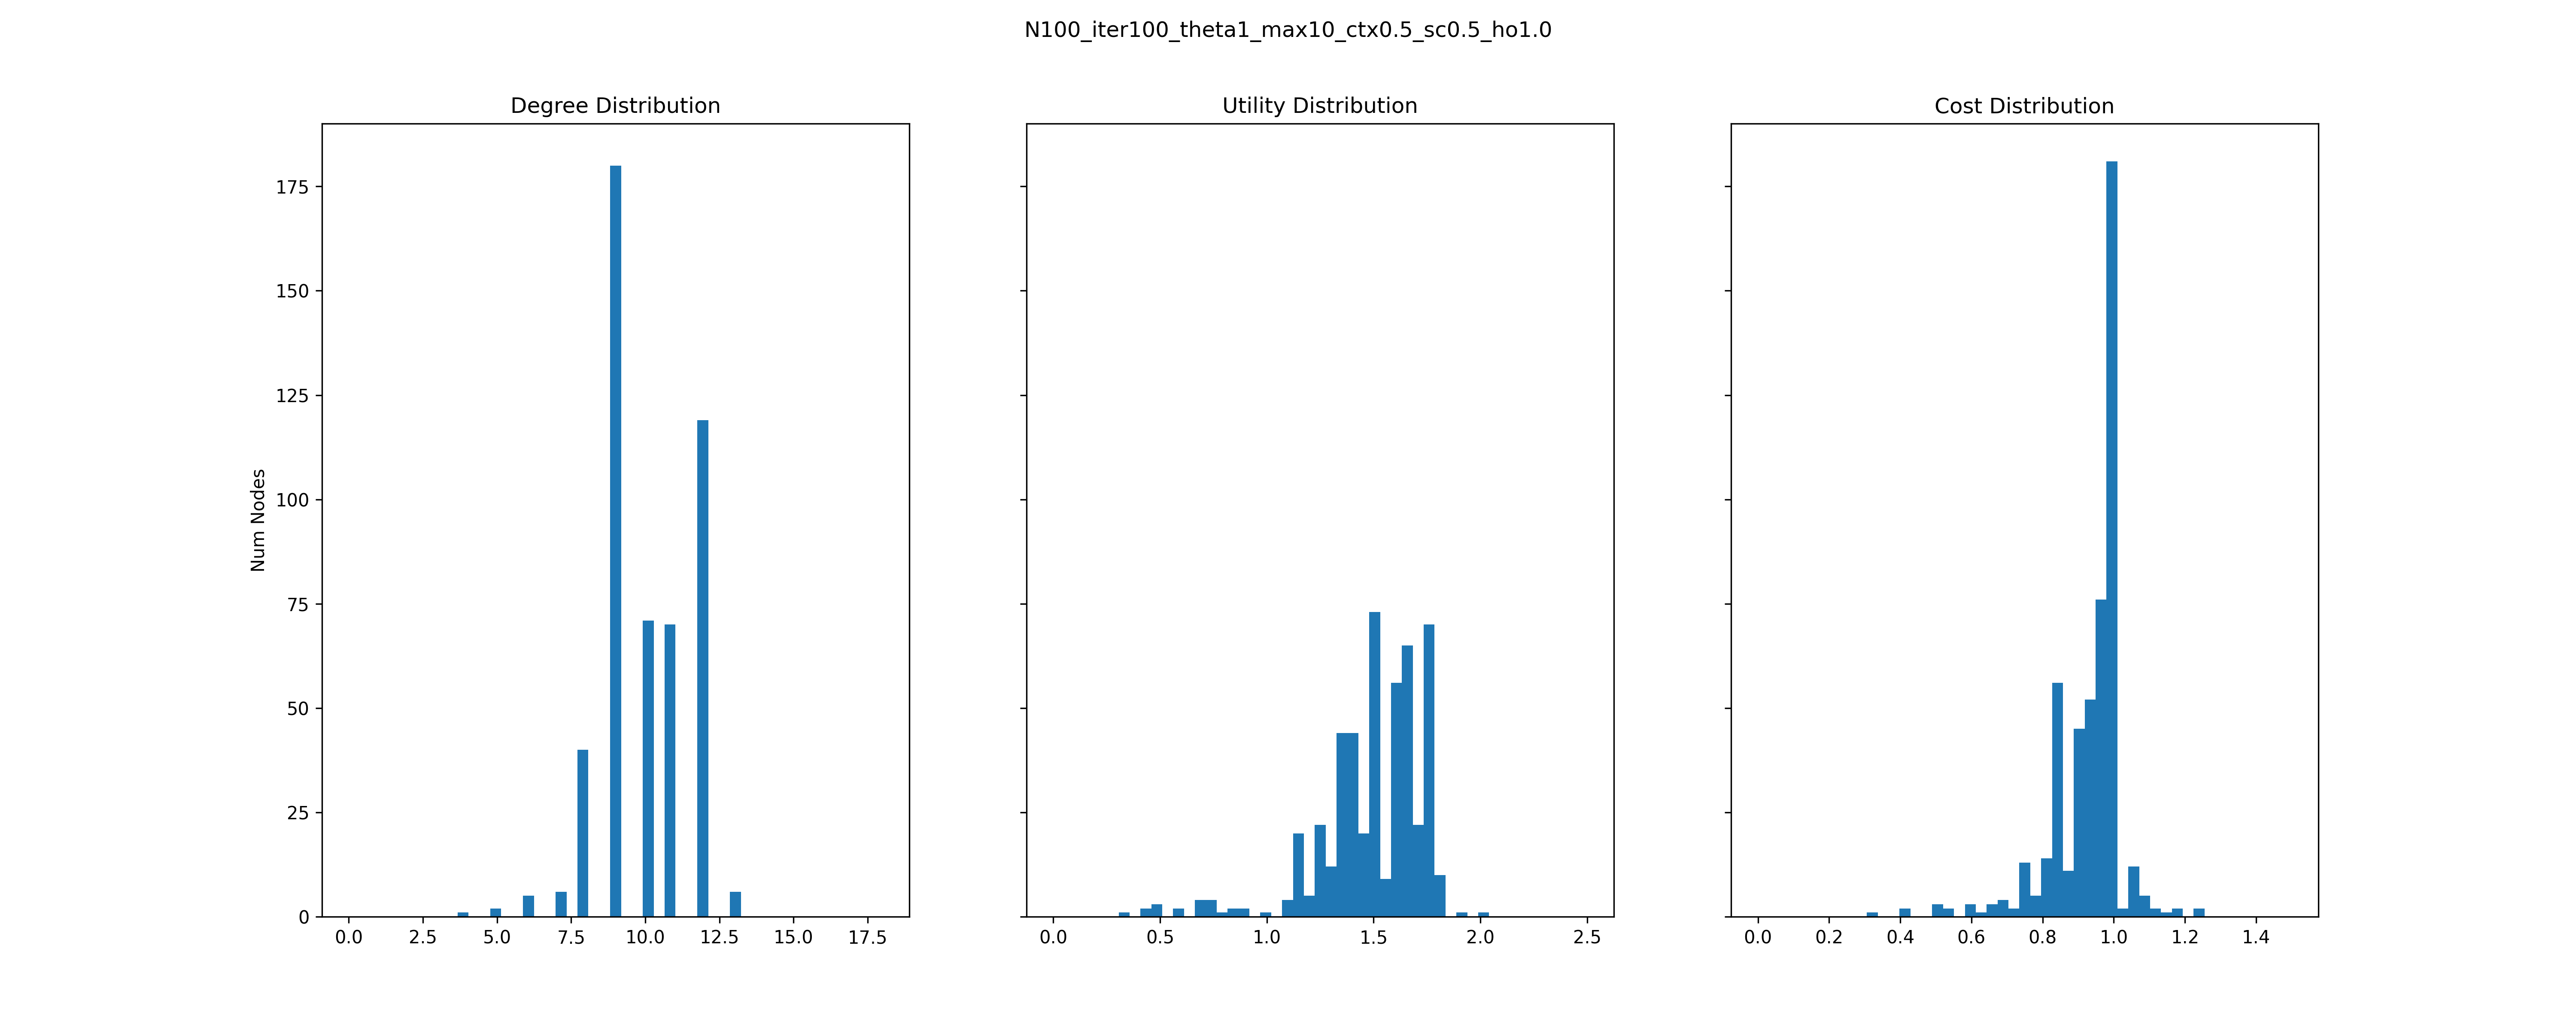 N100_iter100_theta1_max10_ctx0.5_sc0.5_ho1.0
Degree Distribution
Utility Distribution
Cost Distribution
Num Nodes
175
150
125
100
75
50
25
0
0.0 2.5 5.0 7.5 10.0 12.5 15.0 17.5
0.0 0.5 1.0 1.5 2.0 2.5
0.0 0.2 0.4 0.6 0.8 1.0 1.2 1.4